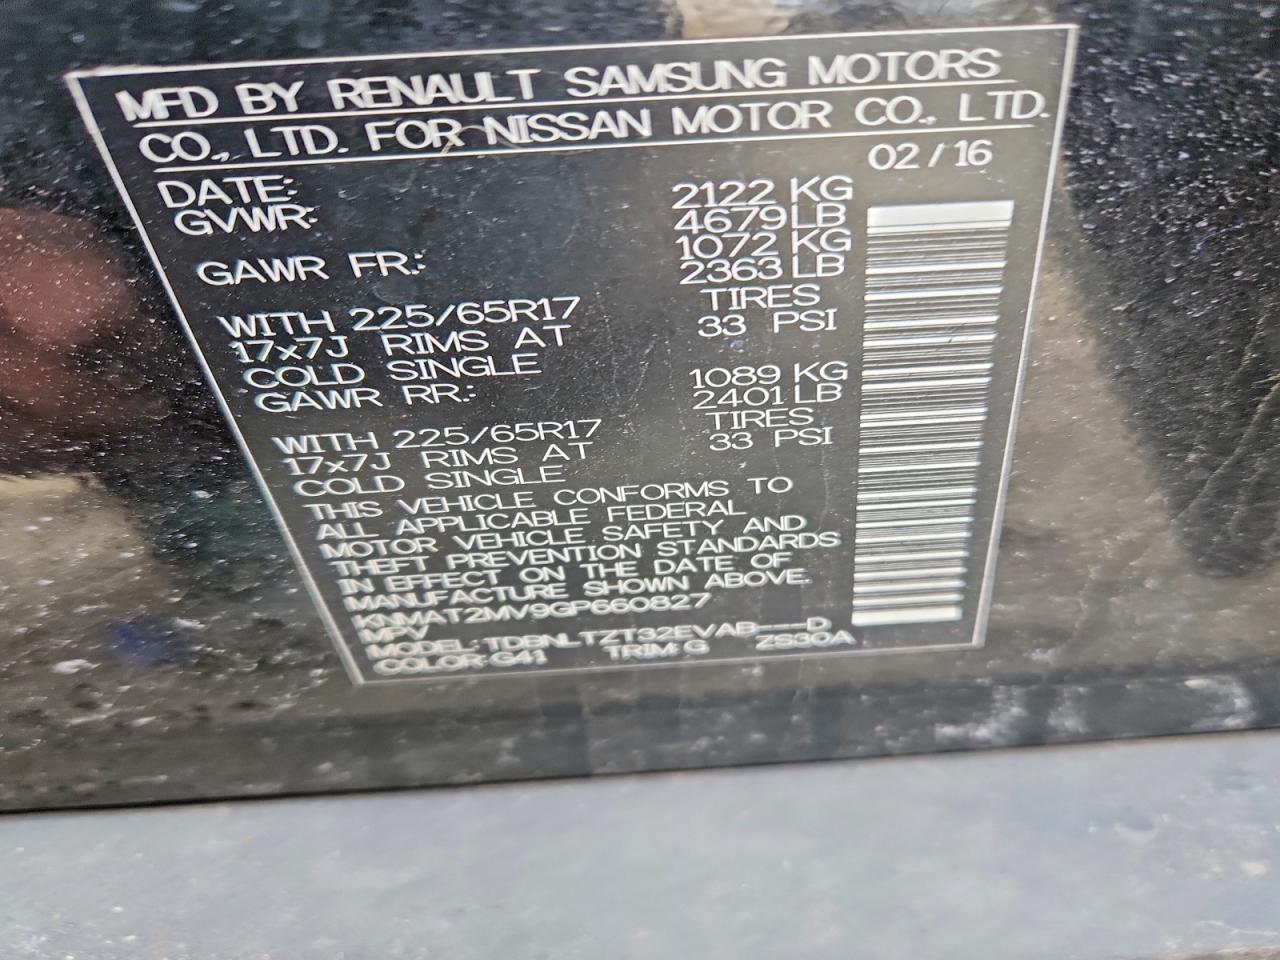 MFD BY RENAULT SAMSUNG MOTORS
CO., LTD. FOR NISSAN MOTOR CO., LTD.
DATE: 02 / 16
GVWR: 2122 KG
4679 LB
GAWR FR.: 1072 KG
2363 LB
WITH 225/65R17 TIRES
17x7J RIMS AT 33 PSI
COLD SINGLE
GAWR RR.: 1089 KG
2401 LB
WITH 225/65R17 TIRES
17x7J RIMS AT 33 PSI
COLD SINGLE
THIS VEHICLE CONFORMS TO
ALL APPLICABLE FEDERAL
MOTOR VEHICLE SAFETY AND
THEFT PREVENTION STANDARDS
IN EFFECT ON THE DATE OF
MANUFACTURE SHOWN ABOVE.
KNMAT2MV9GP660827
MPV
MODEL: TDBNLTZT32EVAB---D
COLOR:G41 TRIM:G ZS30A